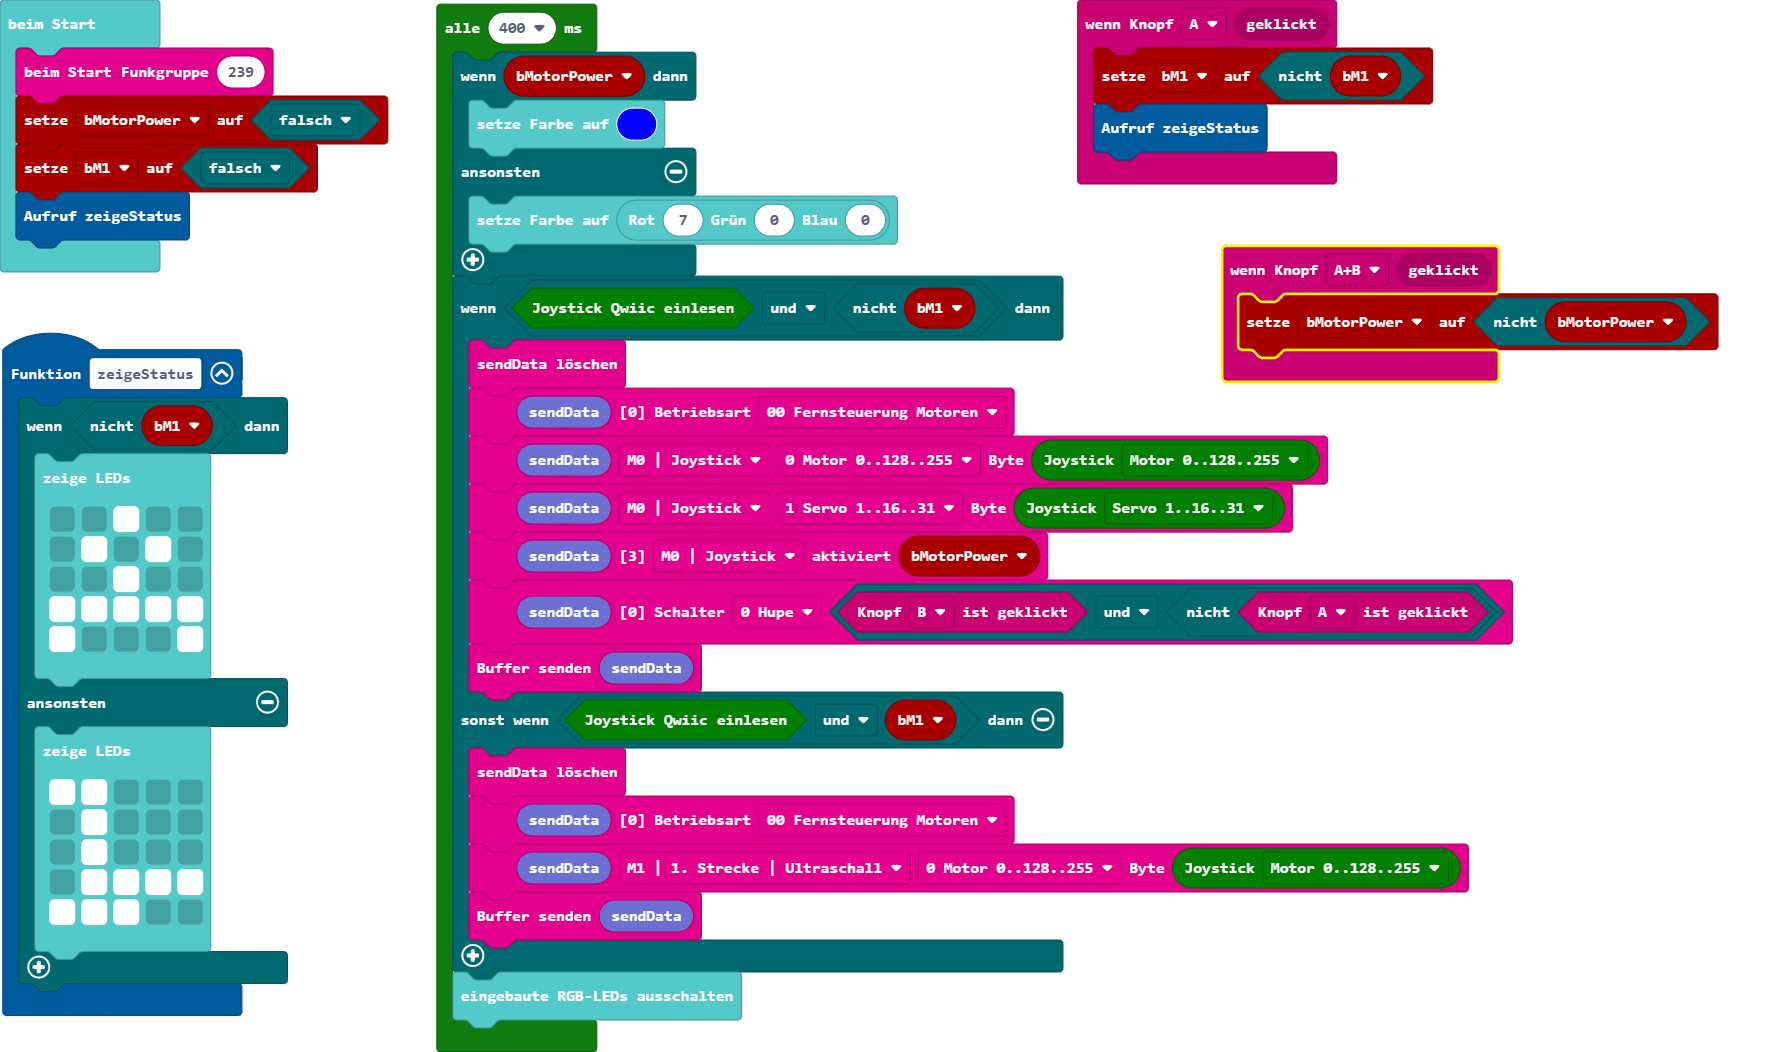 beim Start
beim Start Funkgruppe 239
setze bMotorPower auf falsch
setze bM1 auf falsch
Aufruf zeigeStatus
Funktion zeigeStatus
wenn nicht bM1 dann
zeige LEDs
ansonsten
zeige LEDs
alle 400 ms
wenn bMotorPower dann
setze Farbe auf
ansonsten
setze Farbe auf Rot 7 Grün 0 Blau 0
wenn Joystick Qwiic einlesen und nicht bM1 dann
sendData löschen
sendData [0] Betriebsart 00 Fernsteuerung Motoren
sendData M0 | Joystick 0 Motor 0..128..255 Byte Joystick Motor 0..128..255
sendData M0 | Joystick 1 Servo 1..16..31 Byte Joystick Servo 1..16..31
sendData [3] M0 | Joystick aktiviert bMotorPower
sendData [0] Schalter 0 Hupe Knopf B ist geklickt und nicht Knopf A ist geklickt
Buffer senden sendData
sonst wenn Joystick Qwiic einlesen und bM1 dann
sendData löschen
sendData [0] Betriebsart 00 Fernsteuerung Motoren
sendData M1 | 1. Strecke | Ultraschall 0 Motor 0..128..255 Byte Joystick Motor 0..128..255
Buffer senden sendData
eingebaute RGB-LEDs ausschalten
wenn Knopf A geklickt
setze bM1 auf nicht bM1
Aufruf zeigeStatus
wenn Knopf A+B geklickt
setze bMotorPower auf nicht bMotorPower